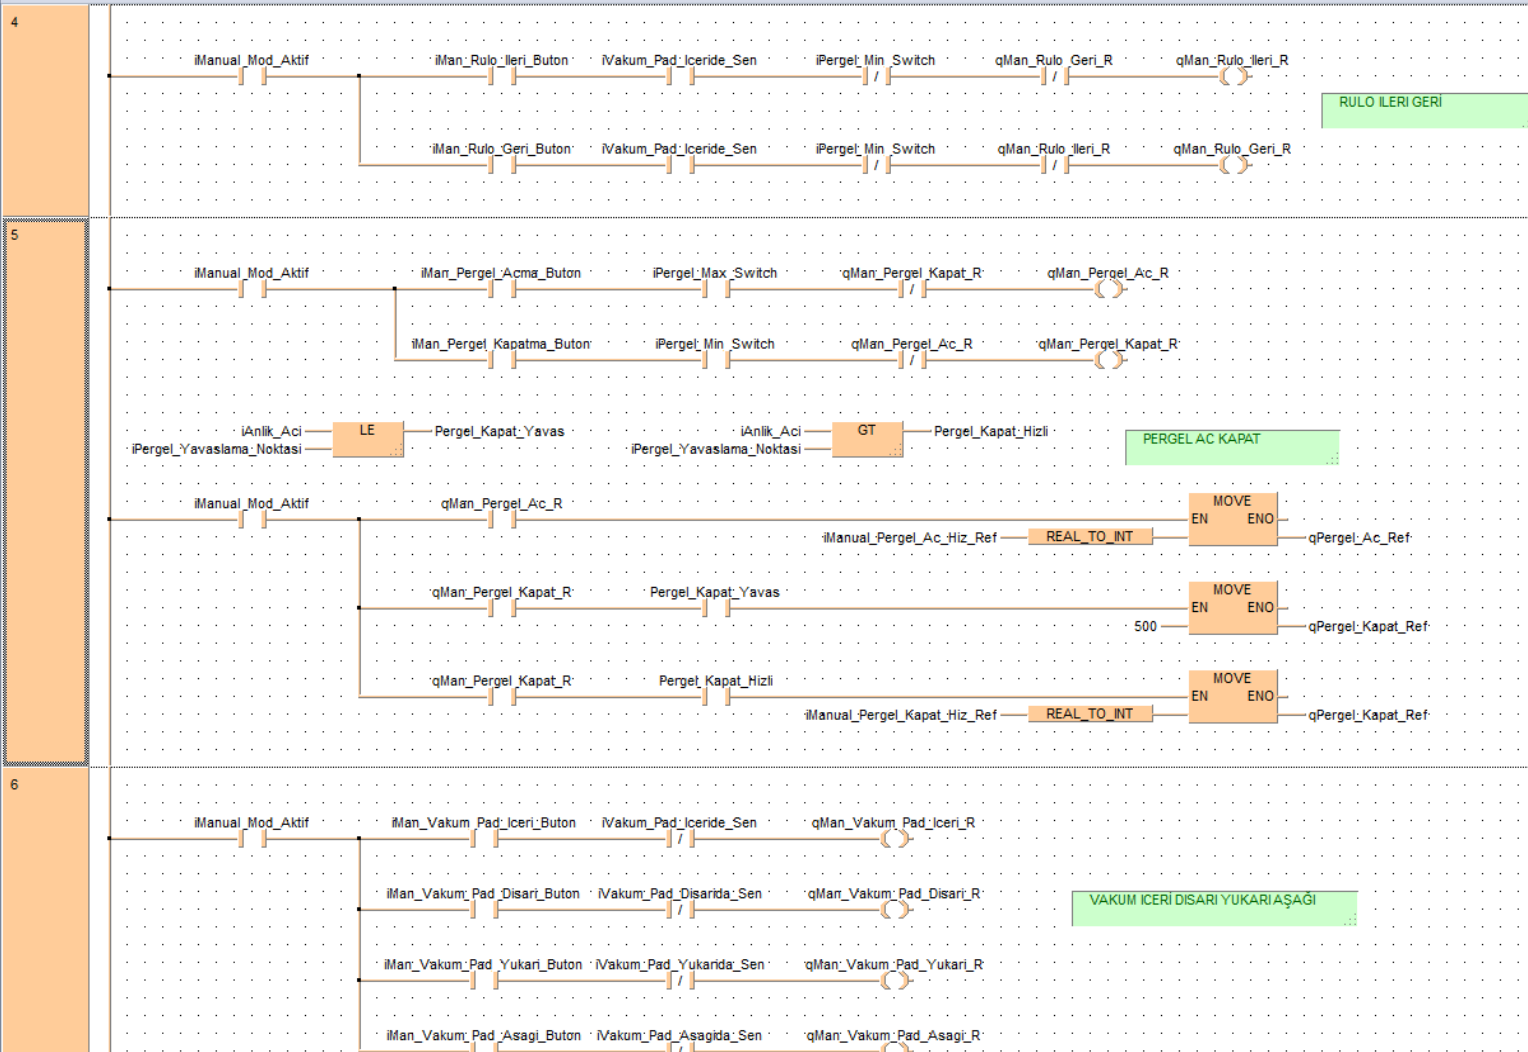 4
iManual_Mod_Aktif iMan_Rulo_Ileri_Buton iVakum_Pad_Iceride_Sen iPergel_Min_Switch qMan_Rulo_Geri_R qMan_Rulo_Ileri_R
/ /
RULO ILERI GERİ
iMan_Rulo_Geri_Buton iVakum_Pad_Iceride_Sen iPergel_Min_Switch qMan_Rulo_Ileri_R qMan_Rulo_Geri_R
/ /
5
iManual_Mod_Aktif iMan_Pergel_Acma_Buton iPergel_Max_Switch qMan_Pergel_Kapat_R qMan_Pergel_Ac_R
/
iMan_Pergel_Kapatma_Buton iPergel_Min_Switch qMan_Pergel_Ac_R qMan_Pergel_Kapat_R
/
iAnlik_Aci LE Pergel_Kapat_Yavas iAnlik_Aci GT Pergel_Kapat_Hizli
iPergel_Yavaslama_Noktasi iPergel_Yavaslama_Noktasi
PERGEL AC KAPAT
iManual_Mod_Aktif qMan_Pergel_Ac_R MOVE
EN ENO
iManual_Pergel_Ac_Hiz_Ref REAL_TO_INT qPergel_Ac_Ref
qMan_Pergel_Kapat_R Pergel_Kapat_Yavas MOVE
EN ENO
500 qPergel_Kapat_Ref
qMan_Pergel_Kapat_R Pergel_Kapat_Hizli MOVE
EN ENO
iManual_Pergel_Kapat_Hiz_Ref REAL_TO_INT qPergel_Kapat_Ref
6
iManual_Mod_Aktif iMan_Vakum_Pad_Iceri_Buton iVakum_Pad_Iceride_Sen qMan_Vakum_Pad_Iceri_R
/
iMan_Vakum_Pad_Disari_Buton iVakum_Pad_Disarida_Sen qMan_Vakum_Pad_Disari_R
/
VAKUM ICERİ DISARI YUKARI AŞAĞI
iMan_Vakum_Pad_Yukari_Buton iVakum_Pad_Yukarida_Sen qMan_Vakum_Pad_Yukari_R
/
iMan_Vakum_Pad_Asagi_Buton iVakum_Pad_Asagida_Sen qMan_Vakum_Pad_Asagi_R
/